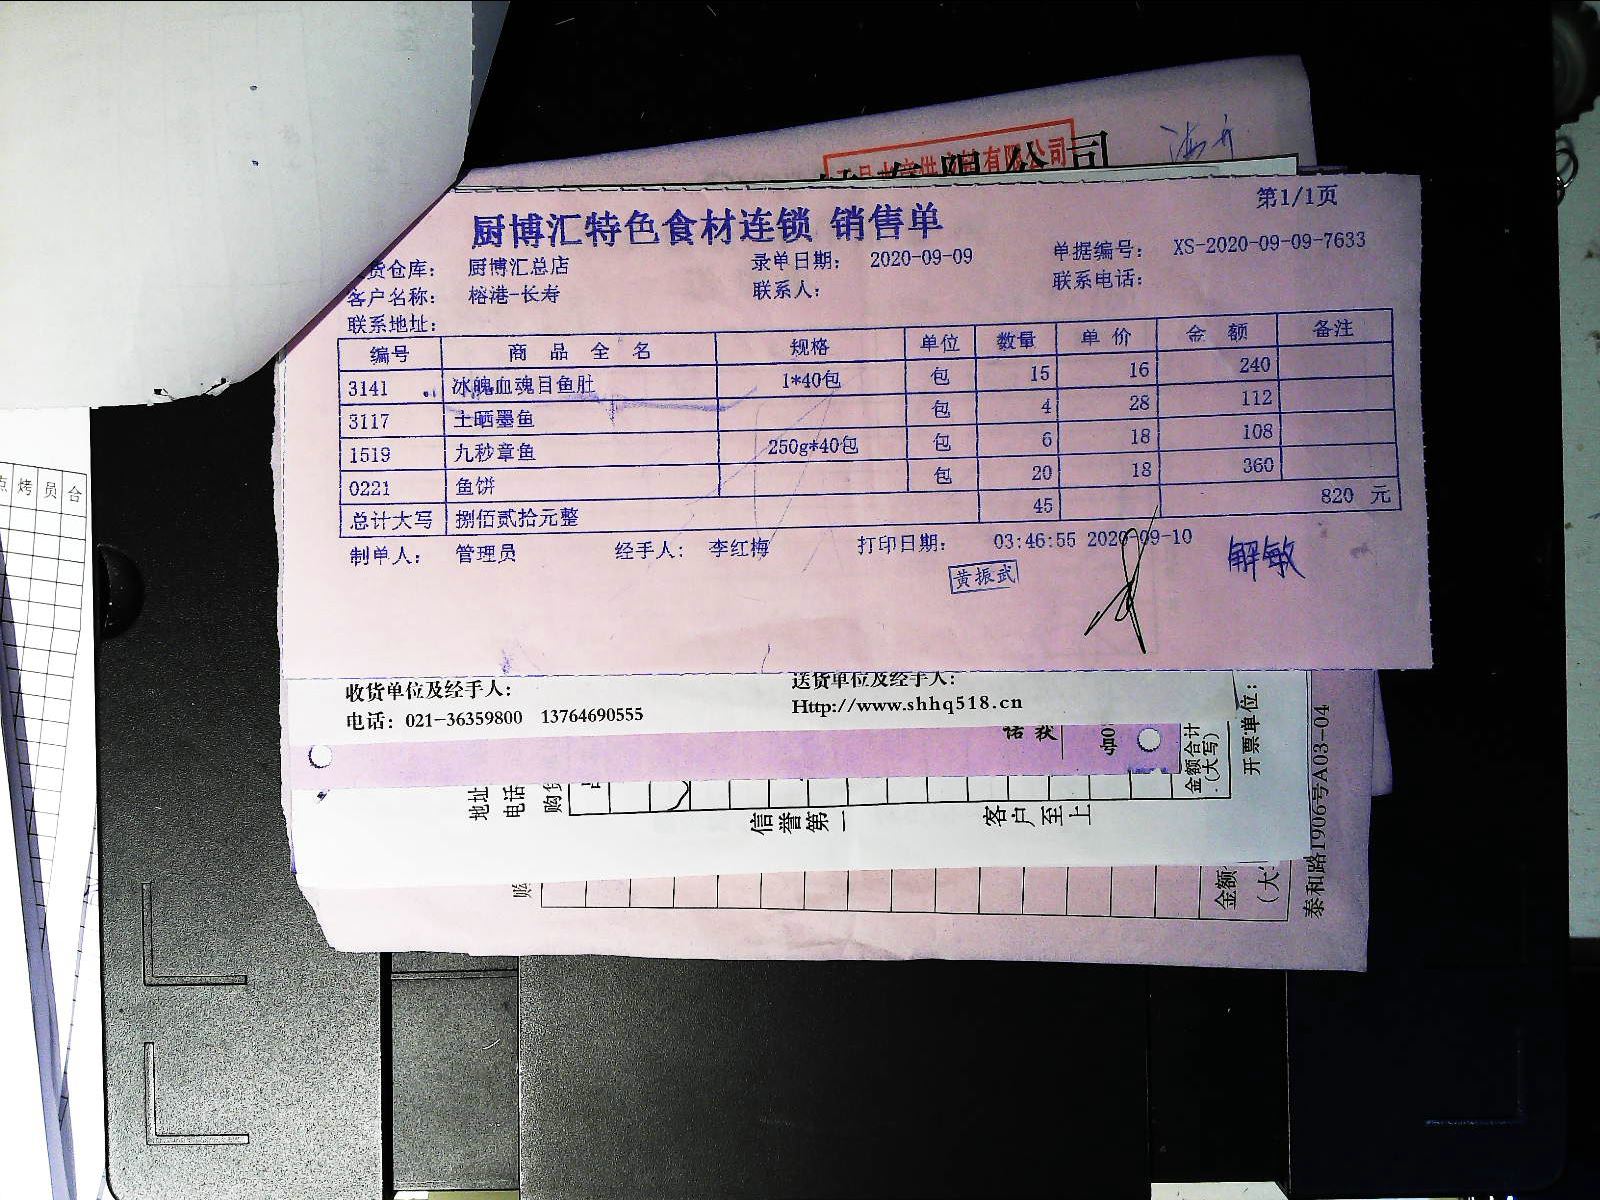 有限公司
第1/1页
厨博汇特色食材连锁 销售单
货仓库： 厨博汇总店 录单日期： 2020-09-09 单据编号： XS-2020-09-09-7633
客户名称： 榕港-长寿 联系人： 联系电话：
联系地址：
编号 商品全名 规格 单位 数量 单价 金额 备注
3141 冰魄血魂目鱼肚 1*40包 包 15 16 240
3117 土晒墨鱼 包 4 28 112
1519 九秒章鱼 250g*40包 包 6 18 108
0221 鱼饼 包 20 18 360
总计大写 捌佰贰拾元整 45 820 元
制单人： 管理员 经手人： 李红梅 打印日期： 03:46:55 2020-09-10
黄振武
解敏
收货单位及经手人： 送货单位及经手人：
电话：021-36359800 13764690555 Http://www.shhq518.cn
地址
电话
购
信誉第一
客户至上
金额合计
(大写)
开票单位：
金额
(大
泰和路1906号A03-04
烤 员 合